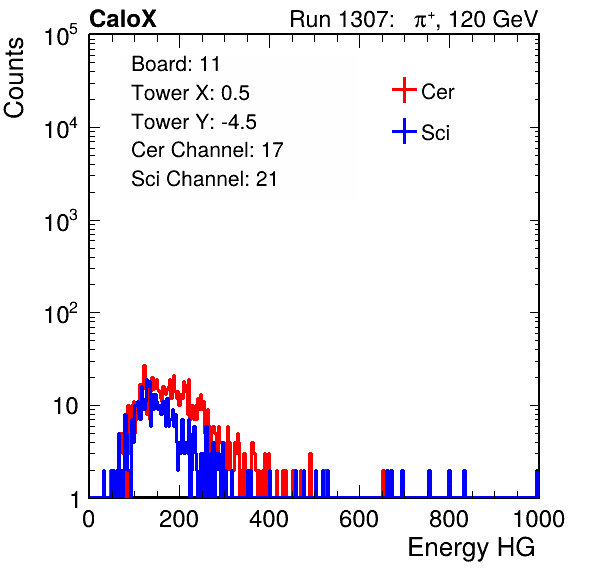 CaloX Run 1307: π⁺, 120 GeV
Counts
10⁵
10⁴
10³
10²
10
1
Board: 11
Tower X: 0.5
Tower Y: -4.5
Cer Channel: 17
Sci Channel: 21
Cer
Sci
0 200 400 600 800 1000
Energy HG